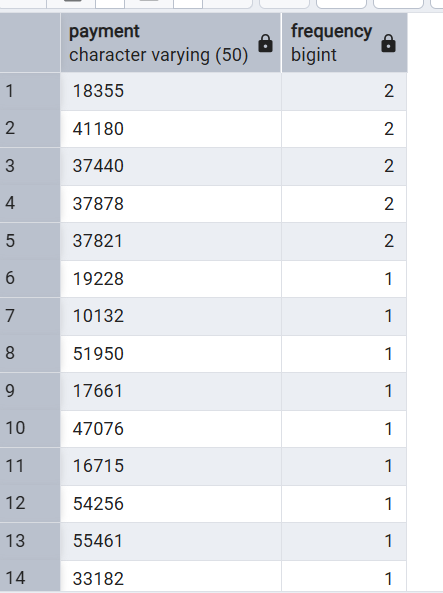 payment frequency
character varying (50) bigint
1 18355 2
2 41180 2
3 37440 2
4 37878 2
5 37821 2
6 19228 1
7 10132 1
8 51950 1
9 17661 1
10 47076 1
11 16715 1
12 54256 1
13 55461 1
14 33182 1